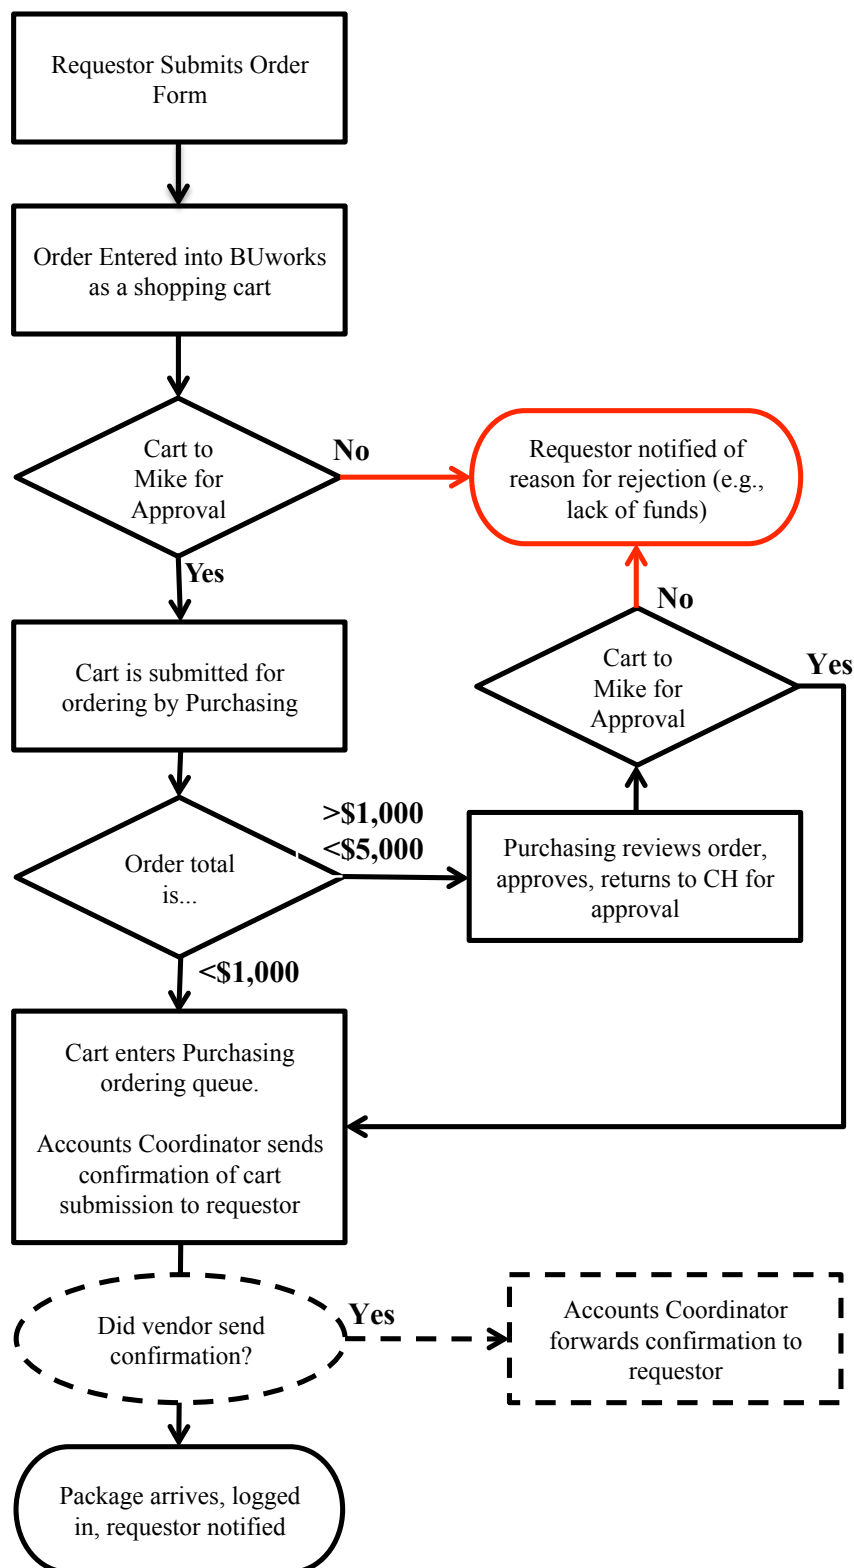 Requestor Submits Order
Form
Order Entered into BUworks
as a shopping cart
Cart to
Mike for
Approval
No
Requestor notified of
reason for rejection (e.g.,
lack of funds)
Yes
No
Cart is submitted for
ordering by Purchasing
Cart to
Mike for
Approval
Yes
Order total
is...
>$1,000
<$5,000
Purchasing reviews order,
approves, returns to CH for
approval
<$1,000
Cart enters Purchasing
ordering queue.
Accounts Coordinator sends
confirmation of cart
submission to requestor
Did vendor send
confirmation?
Yes
Accounts Coordinator
forwards confirmation to
requestor
Package arrives, logged
in, requestor notified